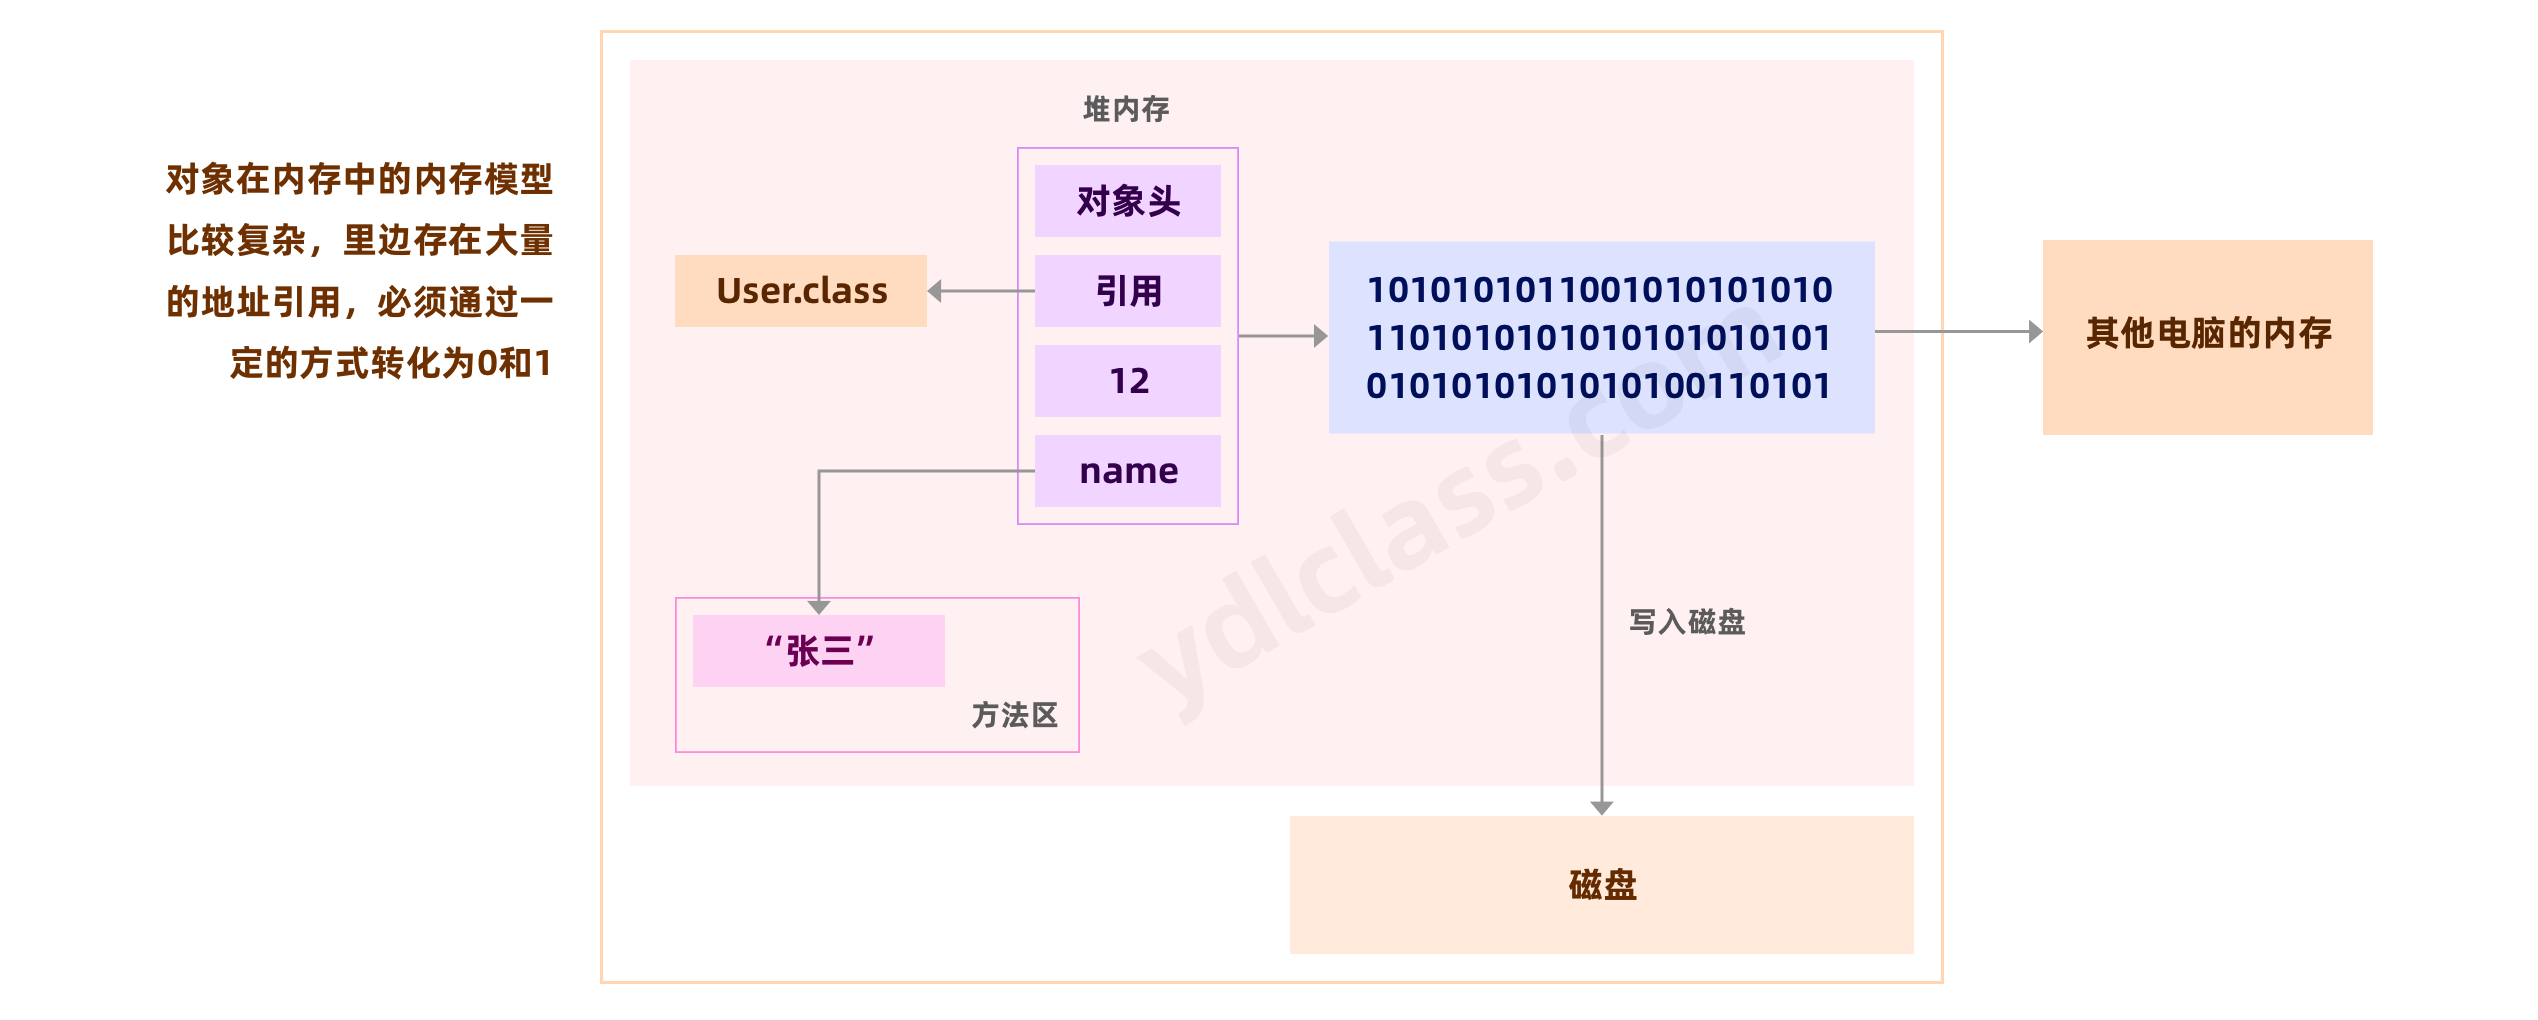 对象在内存中的内存模型
比较复杂，里边存在大量
的地址引用，必须通过一
定的方式转化为0和1
堆内存
对象头
引用
12
name
User.class
“张三”
方法区
1010101011001010101010
1101010101010101010101
0101010101010100110101
写入磁盘
磁盘
其他电脑的内存
ydlclass.com